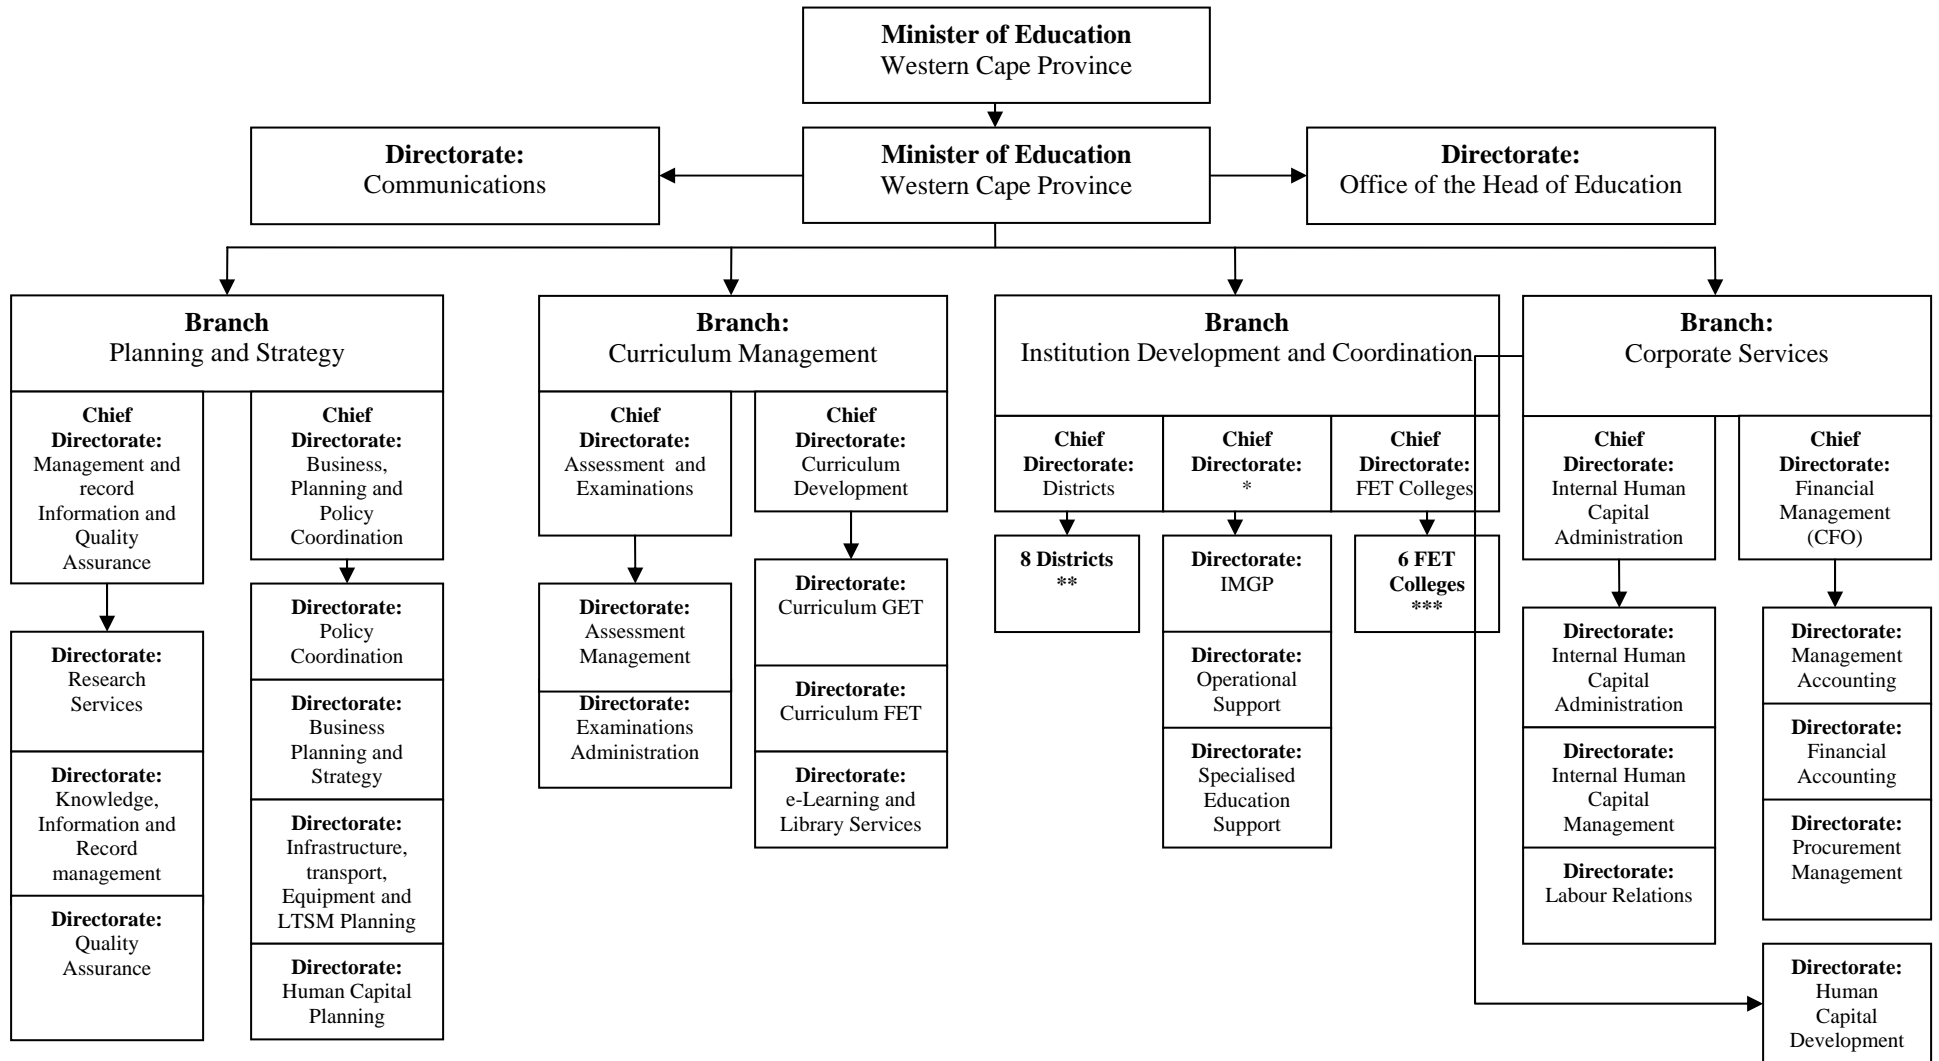 Minister of Education
Western Cape Province
Directorate:
Communications
Minister of Education
Western Cape Province
Directorate:
Office of the Head of Education
Branch
Planning and Strategy
Chief
Directorate:
Management and
record
Information and
Quality
Assurance
Directorate:
Research
Services
Directorate:
Knowledge,
Information and
Record
management
Directorate:
Quality
Assurance
Chief
Directorate:
Business,
Planning and
Policy
Coordination
Directorate:
Policy
Coordination
Directorate:
Business
Planning and
Strategy
Directorate:
Infrastructure,
transport,
Equipment and
LTSM Planning
Directorate:
Human Capital
Planning
Branch:
Curriculum Management
Chief
Directorate:
Assessment and
Examinations
Directorate:
Assessment
Management
Directorate:
Examinations
Administration
Chief
Directorate:
Curriculum
Development
Directorate:
Curriculum GET
Directorate:
Curriculum FET
Directorate:
e-Learning and
Library Services
Branch
Institution Development and Coordination
Chief
Directorate:
Districts
8 Districts
**
Chief
Directorate:
*
Directorate:
IMGP
Directorate:
Operational
Support
Directorate:
Specialised
Education
Support
Chief
Directorate:
FET Colleges
6 FET
Colleges
***
Branch:
Corporate Services
Chief
Directorate:
Internal Human
Capital
Administration
Directorate:
Internal Human
Capital
Administration
Directorate:
Internal Human
Capital
Management
Directorate:
Labour Relations
Chief
Directorate:
Financial
Management
(CFO)
Directorate:
Management
Accounting
Directorate:
Financial
Accounting
Directorate:
Procurement
Management
Directorate:
Human
Capital
Development